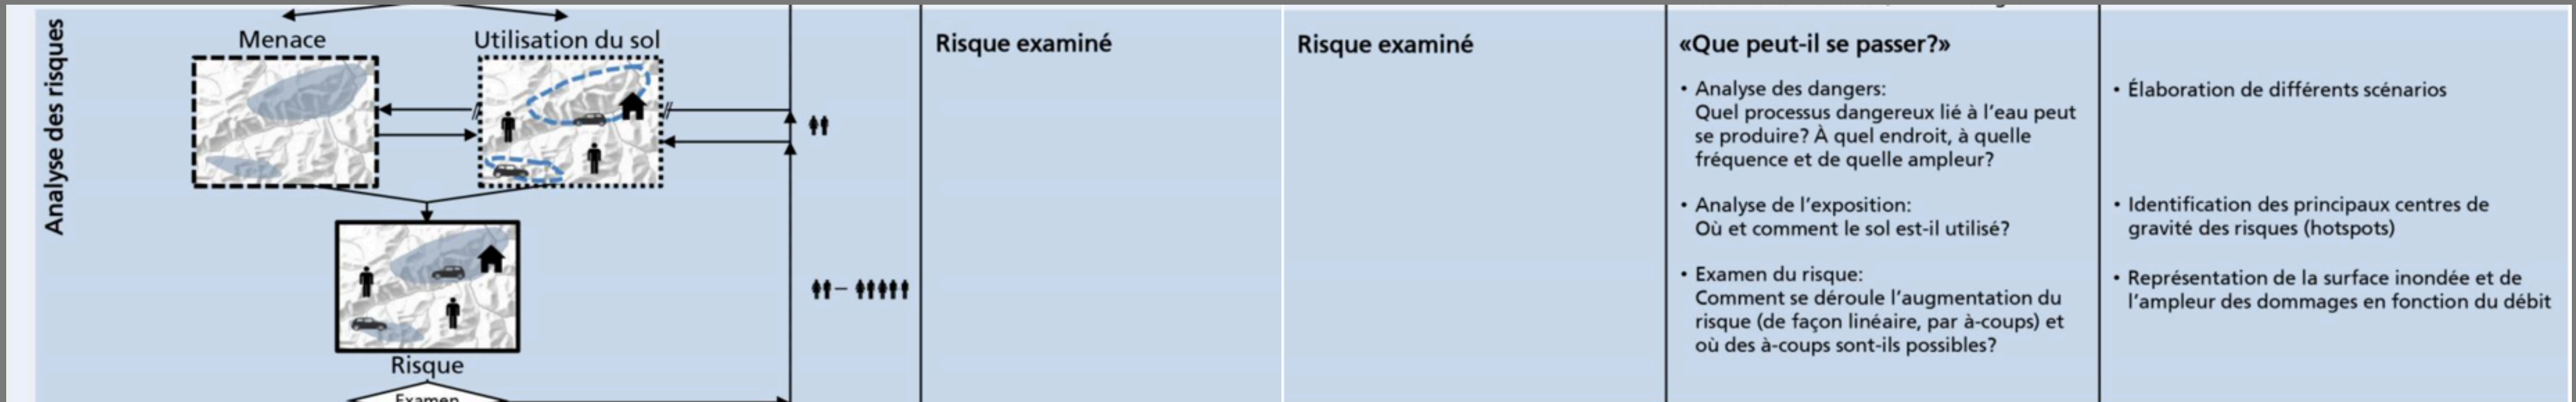 Analyse des risques
Menace
Utilisation du sol
Risque
Examen
Risque examiné
Risque examiné
«Que peut-il se passer?»
• Analyse des dangers:
Quel processus dangereux lié à l'eau peut
se produire? À quel endroit, à quelle
fréquence et de quelle ampleur?
• Analyse de l'exposition:
Où et comment le sol est-il utilisé?
• Examen du risque:
Comment se déroule l'augmentation du
risque (de façon linéaire, par à-coups) et
où des à-coups sont-ils possibles?
• Élaboration de différents scénarios
• Identification des principaux centres de
gravité des risques (hotspots)
• Représentation de la surface inondée et de
l'ampleur des dommages en fonction du débit